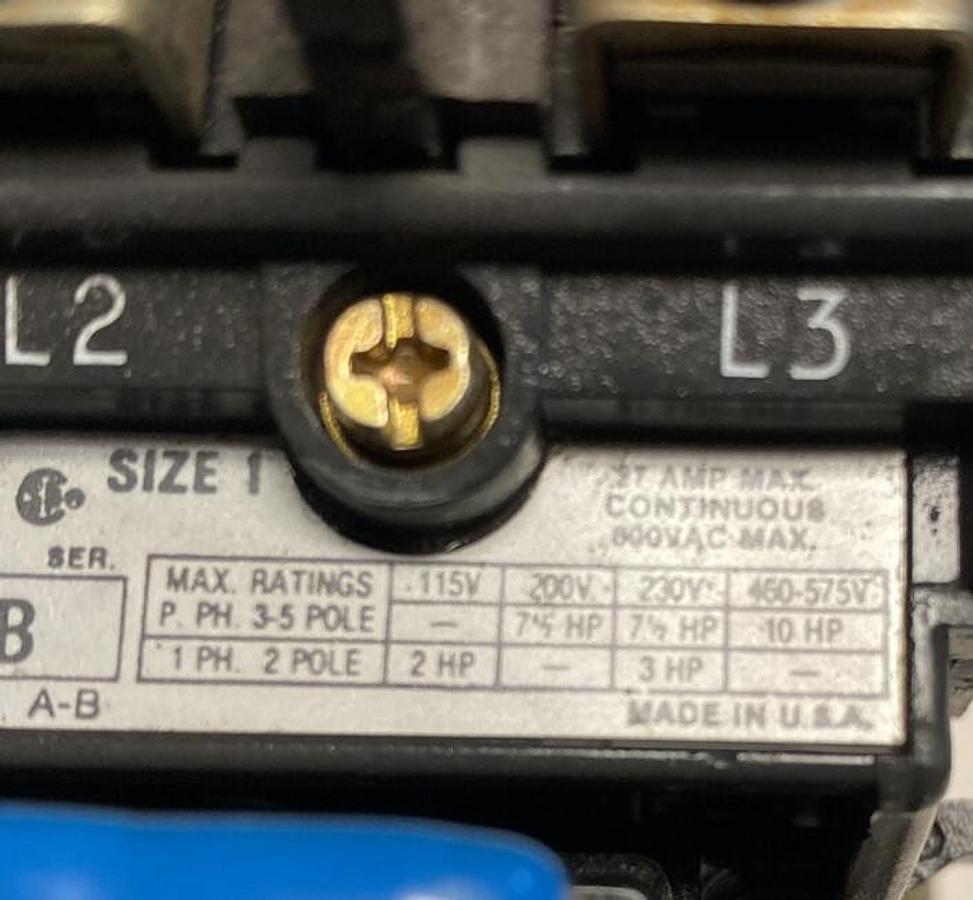 L2 L3
SIZE 1
27 AMP MAX.
CONTINUOUS
600VAC MAX.
SER.
B
MAX. RATINGS 115V 200V 230V 460-575V
P. PH. 3-5 POLE — 7½ HP 7½ HP 10 HP
1 PH. 2 POLE 2 HP — 3 HP —
A-B
MADE IN U.S.A.